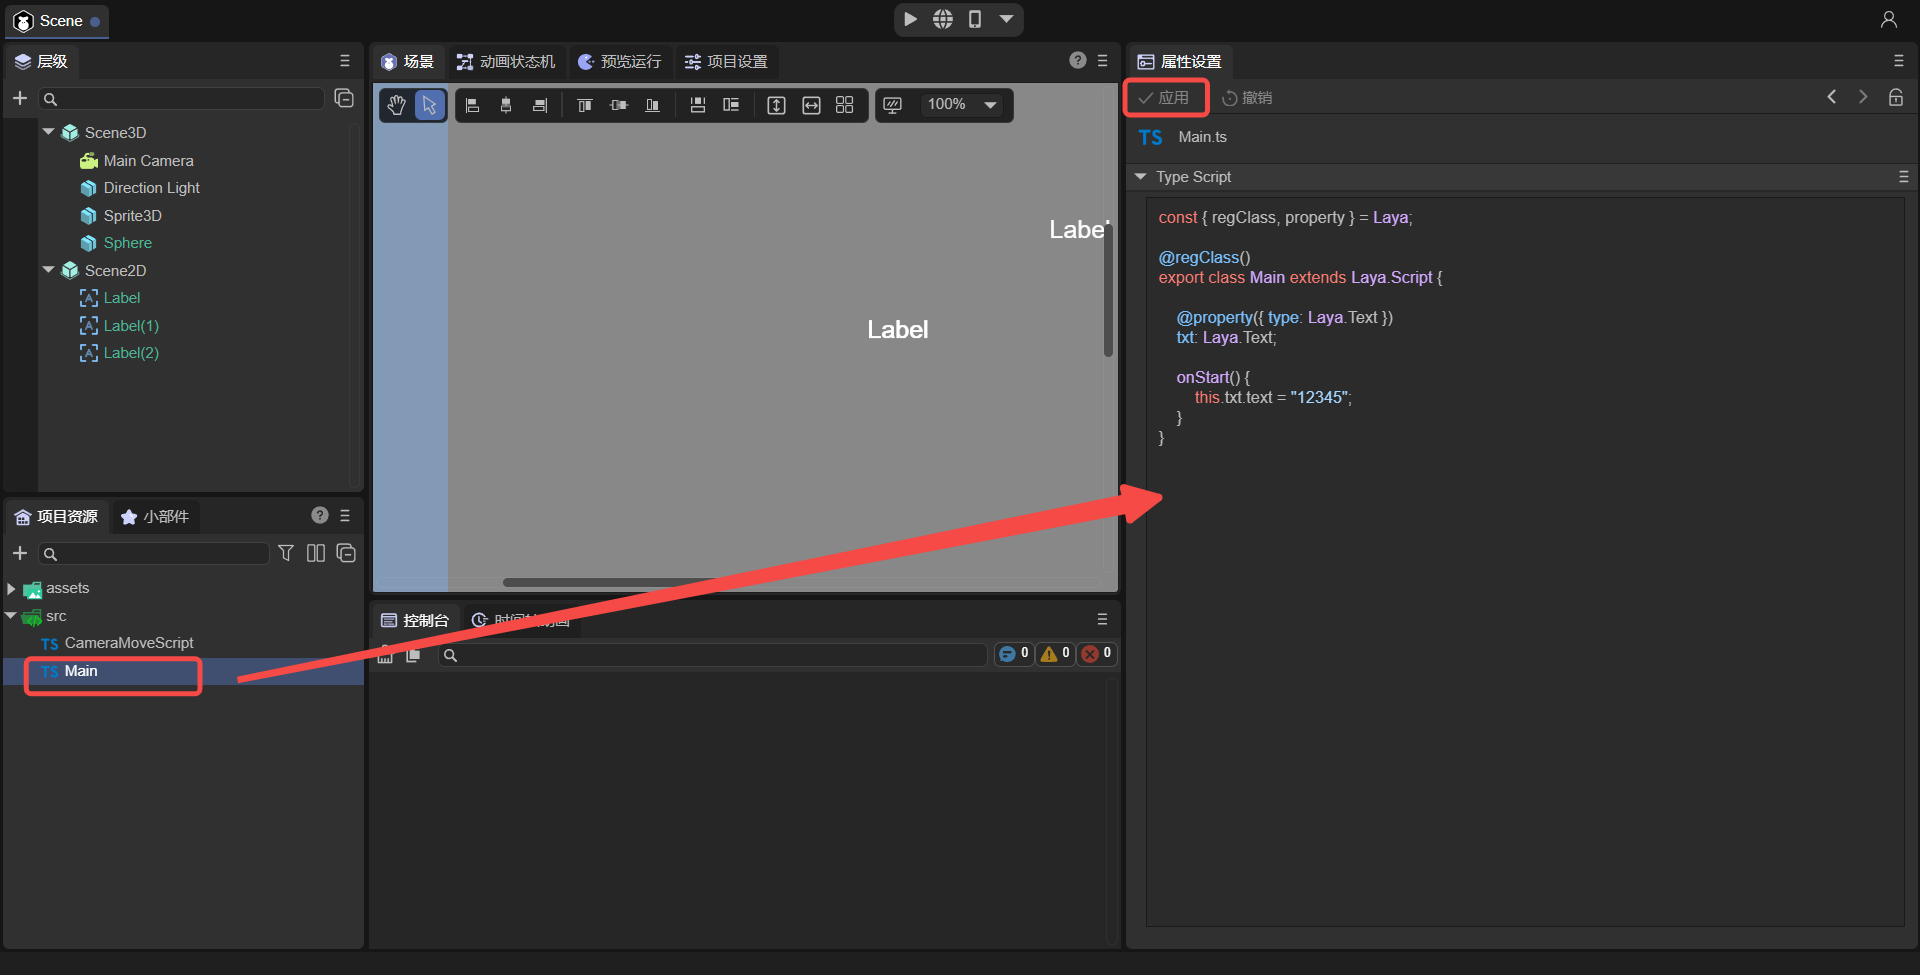 Scene
层级
Scene3D
Main Camera
Direction Light
Sprite3D
Sphere
Scene2D
Label
Label(1)
Label(2)
项目资源
小部件
assets
src
TS CameraMoveScript
TS Main
场景
动画状态机
预览运行
项目设置
100%
Label
Label
控制台
0
0
0
属性设置
应用
撤销
TS Main.ts
Type Script
const { regClass, property } = Laya;
@regClass()
export class Main extends Laya.Script {
@property({ type: Laya.Text })
txt: Laya.Text;
onStart() {
this.txt.text = "12345";
}
}